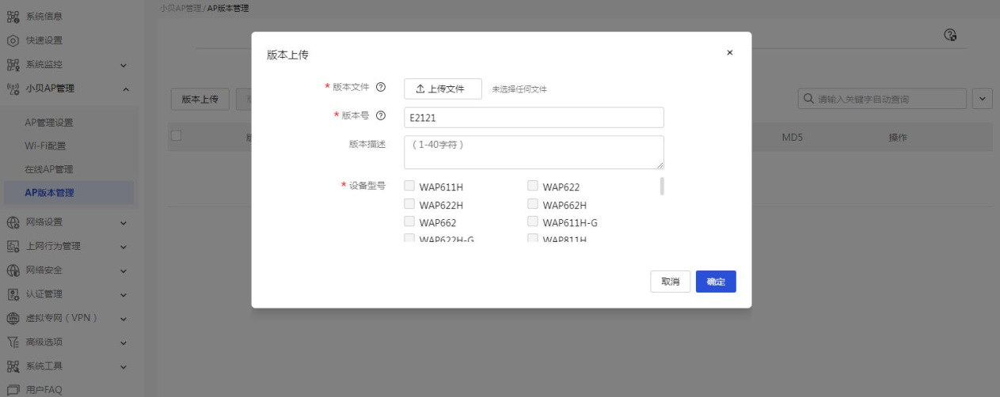 系统信息
快速设置
系统监控
小贝AP管理
AP管理设置
Wi-Fi配置
在线AP管理
AP版本管理
网络设置
上网行为管理
网络安全
认证管理
虚拟专网（VPN）
高级选项
系统工具
用户FAQ
小贝AP管理/AP版本管理
版本上传
请输入关键字自动查询
MD5 操作
版本上传 ×
* 版本文件 ? 上传文件 未选择任何文件
* 版本号 ? E2121
版本描述 （1-40字符）
* 设备型号 WAP611H WAP622
WAP622H WAP662H
WAP662 WAP611H-G
WAP622H-G WAP811H
取消 确定